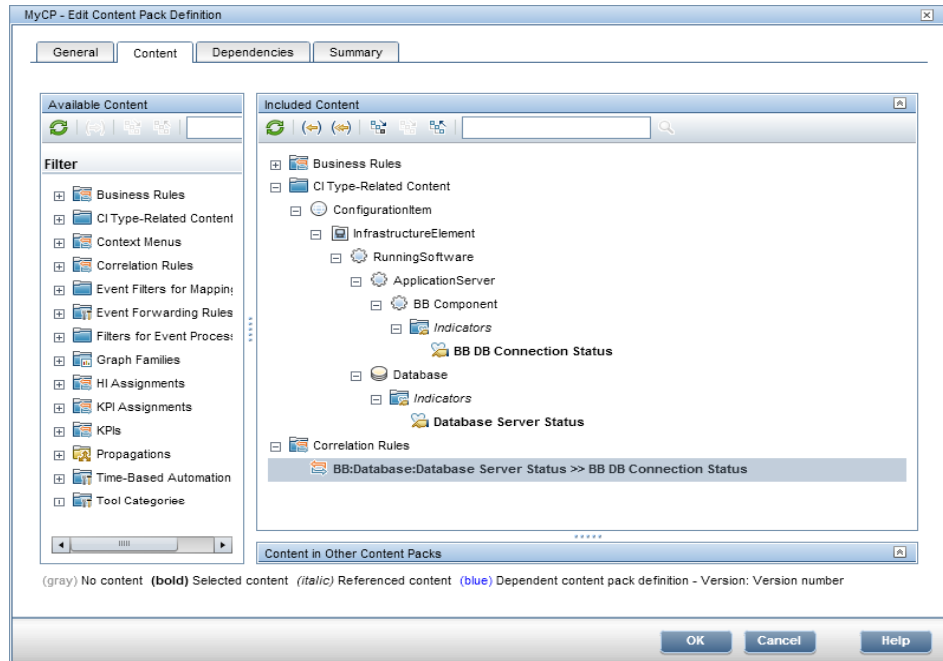 MyCP - Edit Content Pack Definition
General
Content
Dependencies
Summary
Available Content
Filter
Business Rules
CI Type-Related Content
Context Menus
Correlation Rules
Event Filters for Mapping
Event Forwarding Rules
Filters for Event Proces
Graph Families
HI Assignments
KPI Assignments
KPIs
Propagations
Time-Based Automation
Tool Categories
Included Content
Business Rules
CI Type-Related Content
ConfigurationItem
InfrastructureElement
RunningSoftware
ApplicationServer
BB Component
Indicators
BB DB Connection Status
Database
Indicators
Database Server Status
Correlation Rules
BB:Database:Database Server Status >> BB DB Connection Status
Content in Other Content Packs
(gray) No content (bold) Selected content (italic) Referenced content (blue) Dependent content pack definition - Version: Version number
OK
Cancel
Help